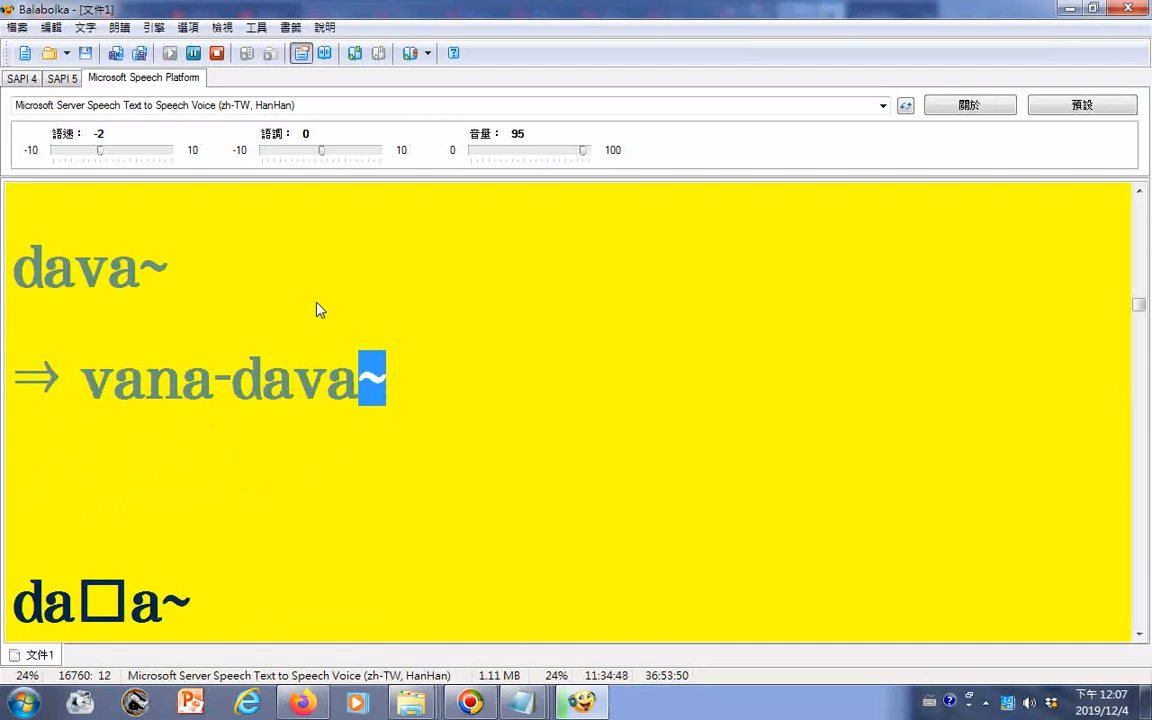 Balabolka - [文件1]
檔案 編輯 文字 朗讀 引擎 選項 檢視 工具 書籤 說明
SAPI 4 SAPI 5 Microsoft Speech Platform
Microsoft Server Speech Text to Speech Voice (zh-TW, HanHan) 關於 預設
語速： -2 語調： 0 音量： 95
-10 10 -10 10 0 100
dava~
⇒ vana-dava~
da□a~
文件1
24% 16760: 12 Microsoft Server Speech Text to Speech Voice (zh-TW, HanHan) 1.11 MB 24% 11:34:48 36:53:50
下午 12:07
2019/12/4